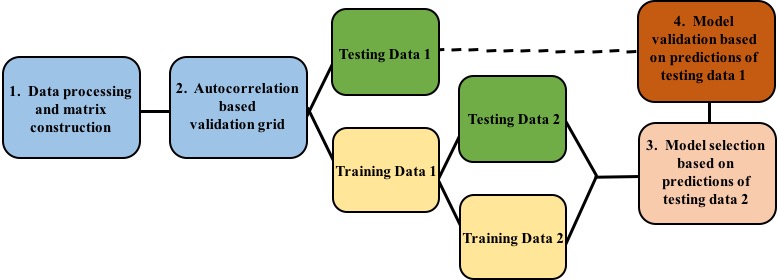 1. Data processing
and matrix
construction
2. Autocorrelation
based
validation grid
Testing Data 1
Training Data 1
Testing Data 2
Training Data 2
4. Model
validation based
on predictions of
testing data 1
3. Model selection
based on
predictions of
testing data 2